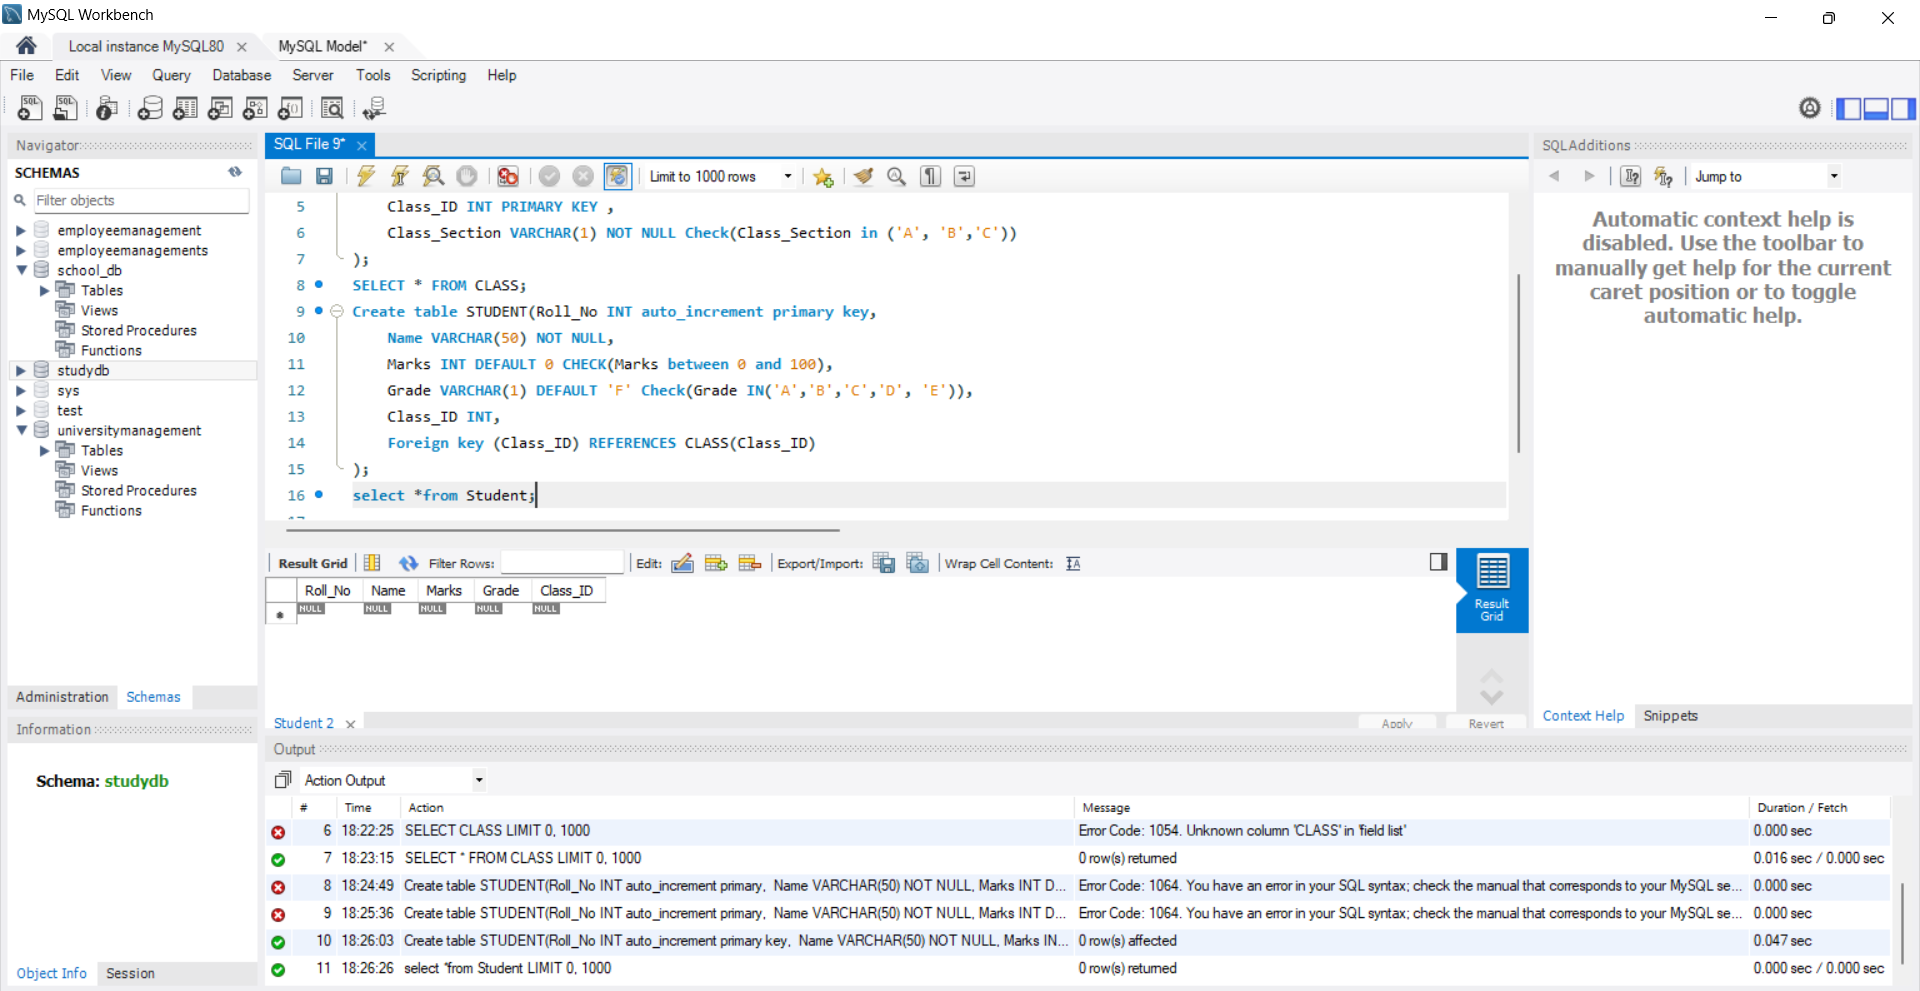 MySQL Workbench
Local instance MySQL80
MySQL Model*
File Edit View Query Database Server Tools Scripting Help
Navigator
SCHEMAS
Filter objects
employeemanagement
employeemanagements
school_db
Tables
Views
Stored Procedures
Functions
studydb
sys
test
universitymanagement
Tables
Views
Stored Procedures
Functions
Administration Schemas
Information
Schema: studydb
Object Info Session
SQL File 9*
Limit to 1000 rows
5 Class_ID INT PRIMARY KEY ,
6 Class_Section VARCHAR(1) NOT NULL Check(Class_Section in ('A', 'B','C'))
7 );
8 SELECT * FROM CLASS;
9 Create table STUDENT(Roll_No INT auto_increment primary key,
10 Name VARCHAR(50) NOT NULL,
11 Marks INT DEFAULT 0 CHECK(Marks between 0 and 100),
12 Grade VARCHAR(1) DEFAULT 'F' Check(Grade IN('A','B','C','D', 'E')),
13 Class_ID INT,
14 Foreign key (Class_ID) REFERENCES CLASS(Class_ID)
15 );
16 select *from Student;
Result Grid Filter Rows: Edit: Export/Import: Wrap Cell Content:
Roll_No Name Marks Grade Class_ID
NULL NULL NULL NULL NULL
Result
Grid
Student 2
Apply Revert
SQLAdditions
Jump to
Automatic context help is
disabled. Use the toolbar to
manually get help for the current
caret position or to toggle
automatic help.
Context Help Snippets
Output
Action Output
# Time Action Message Duration / Fetch
6 18:22:25 SELECT CLASS LIMIT 0, 1000 Error Code: 1054. Unknown column 'CLASS' in 'field list' 0.000 sec
7 18:23:15 SELECT * FROM CLASS LIMIT 0, 1000 0 row(s) returned 0.016 sec / 0.000 sec
8 18:24:49 Create table STUDENT(Roll_No INT auto_increment primary, Name VARCHAR(50) NOT NULL, Marks INT D... Error Code: 1064. You have an error in your SQL syntax; check the manual that corresponds to your MySQL se... 0.000 sec
9 18:25:36 Create table STUDENT(Roll_No INT auto_increment primary, Name VARCHAR(50) NOT NULL, Marks INT D... Error Code: 1064. You have an error in your SQL syntax; check the manual that corresponds to your MySQL se... 0.000 sec
10 18:26:03 Create table STUDENT(Roll_No INT auto_increment primary key, Name VARCHAR(50) NOT NULL, Marks IN... 0 row(s) affected 0.047 sec
11 18:26:26 select *from Student LIMIT 0, 1000 0 row(s) returned 0.000 sec / 0.000 sec